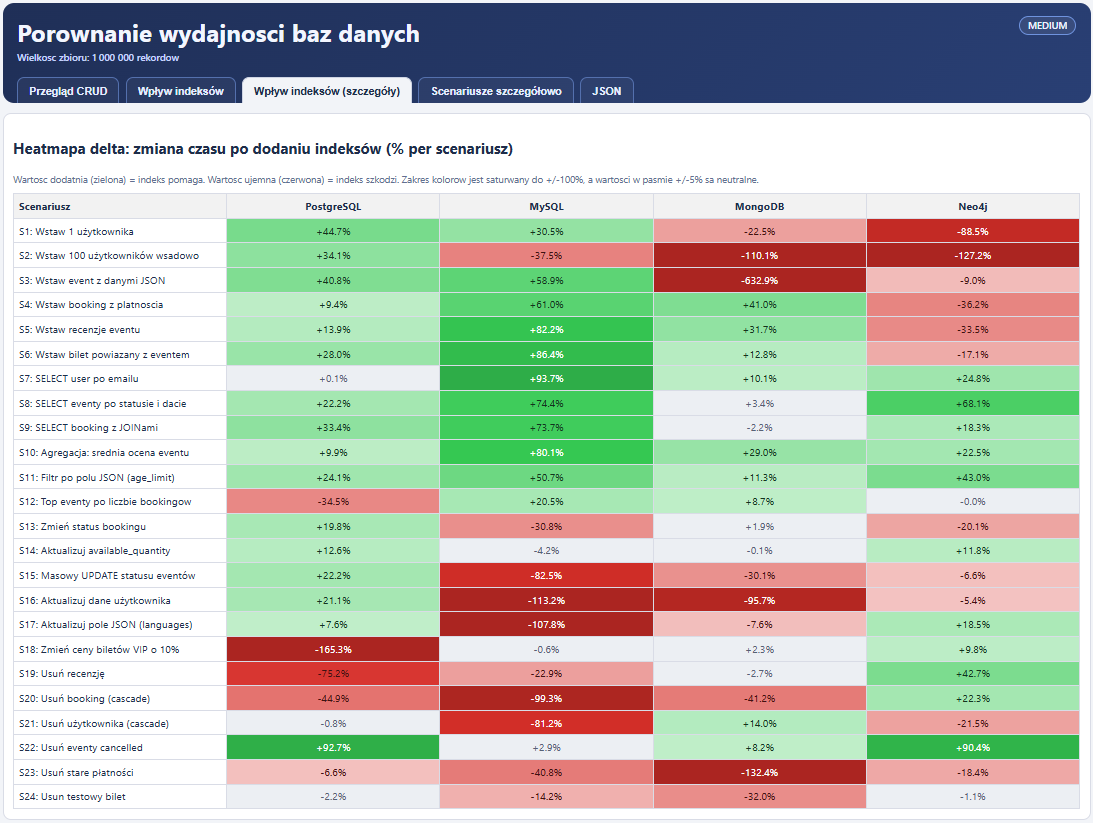 Porownanie wydajnosci baz danych
MEDIUM
Wielkosc zbioru: 1 000 000 rekordow
Przegląd CRUD Wpływ indeksów Wpływ indeksów (szczegóły) Scenariusze szczegółowo JSON
Heatmapa delta: zmiana czasu po dodaniu indeksów (% per scenariusz)
Wartosc dodatnia (zielona) = indeks pomaga. Wartosc ujemna (czerwona) = indeks szkodzi. Zakres kolorow jest saturwany do +/-100%, a wartosci w pasmie +/-5% sa neutralne.
Scenariusz PostgreSQL MySQL MongoDB Neo4j
S1: Wstaw 1 użytkownika +44.7% +30.5% -22.5% -88.5%
S2: Wstaw 100 użytkowników wsadowo +34.1% -37.5% -110.1% -127.2%
S3: Wstaw event z danymi JSON +40.8% +58.9% -632.9% -9.0%
S4: Wstaw booking z platnoscia +9.4% +61.0% +41.0% -36.2%
S5: Wstaw recenzje eventu +13.9% +82.2% +31.7% -33.5%
S6: Wstaw bilet powiazany z eventem +28.0% +86.4% +12.8% -17.1%
S7: SELECT user po emailu +0.1% +93.7% +10.1% +24.8%
S8: SELECT eventy po statusie i dacie +22.2% +74.4% +3.4% +68.1%
S9: SELECT booking z JOINami +33.4% +73.7% -2.2% +18.3%
S10: Agregacja: srednia ocena eventu +9.9% +80.1% +29.0% +22.5%
S11: Filtr po polu JSON (age_limit) +24.1% +50.7% +11.3% +43.0%
S12: Top eventy po liczbie bookingow -34.5% +20.5% +8.7% -0.0%
S13: Zmień status bookingu +19.8% -30.8% +1.9% -20.1%
S14: Aktualizuj available_quantity +12.6% -4.2% -0.1% +11.8%
S15: Masowy UPDATE statusu eventów +22.2% -82.5% -30.1% -6.6%
S16: Aktualizuj dane użytkownika +21.1% -113.2% -95.7% -5.4%
S17: Aktualizuj pole JSON (languages) +7.6% -107.8% -7.6% +18.5%
S18: Zmień ceny biletów VIP o 10% -165.3% -0.6% +2.3% +9.8%
S19: Usuń recenzję -75.2% -22.9% -2.7% +42.7%
S20: Usuń booking (cascade) -44.9% -99.3% -41.2% +22.3%
S21: Usuń użytkownika (cascade) -0.8% -81.2% +14.0% -21.5%
S22: Usuń eventy cancelled +92.7% +2.9% +8.2% +90.4%
S23: Usuń stare płatności -6.6% -40.8% -132.4% -18.4%
S24: Usun testowy bilet -2.2% -14.2% -32.0% -1.1%